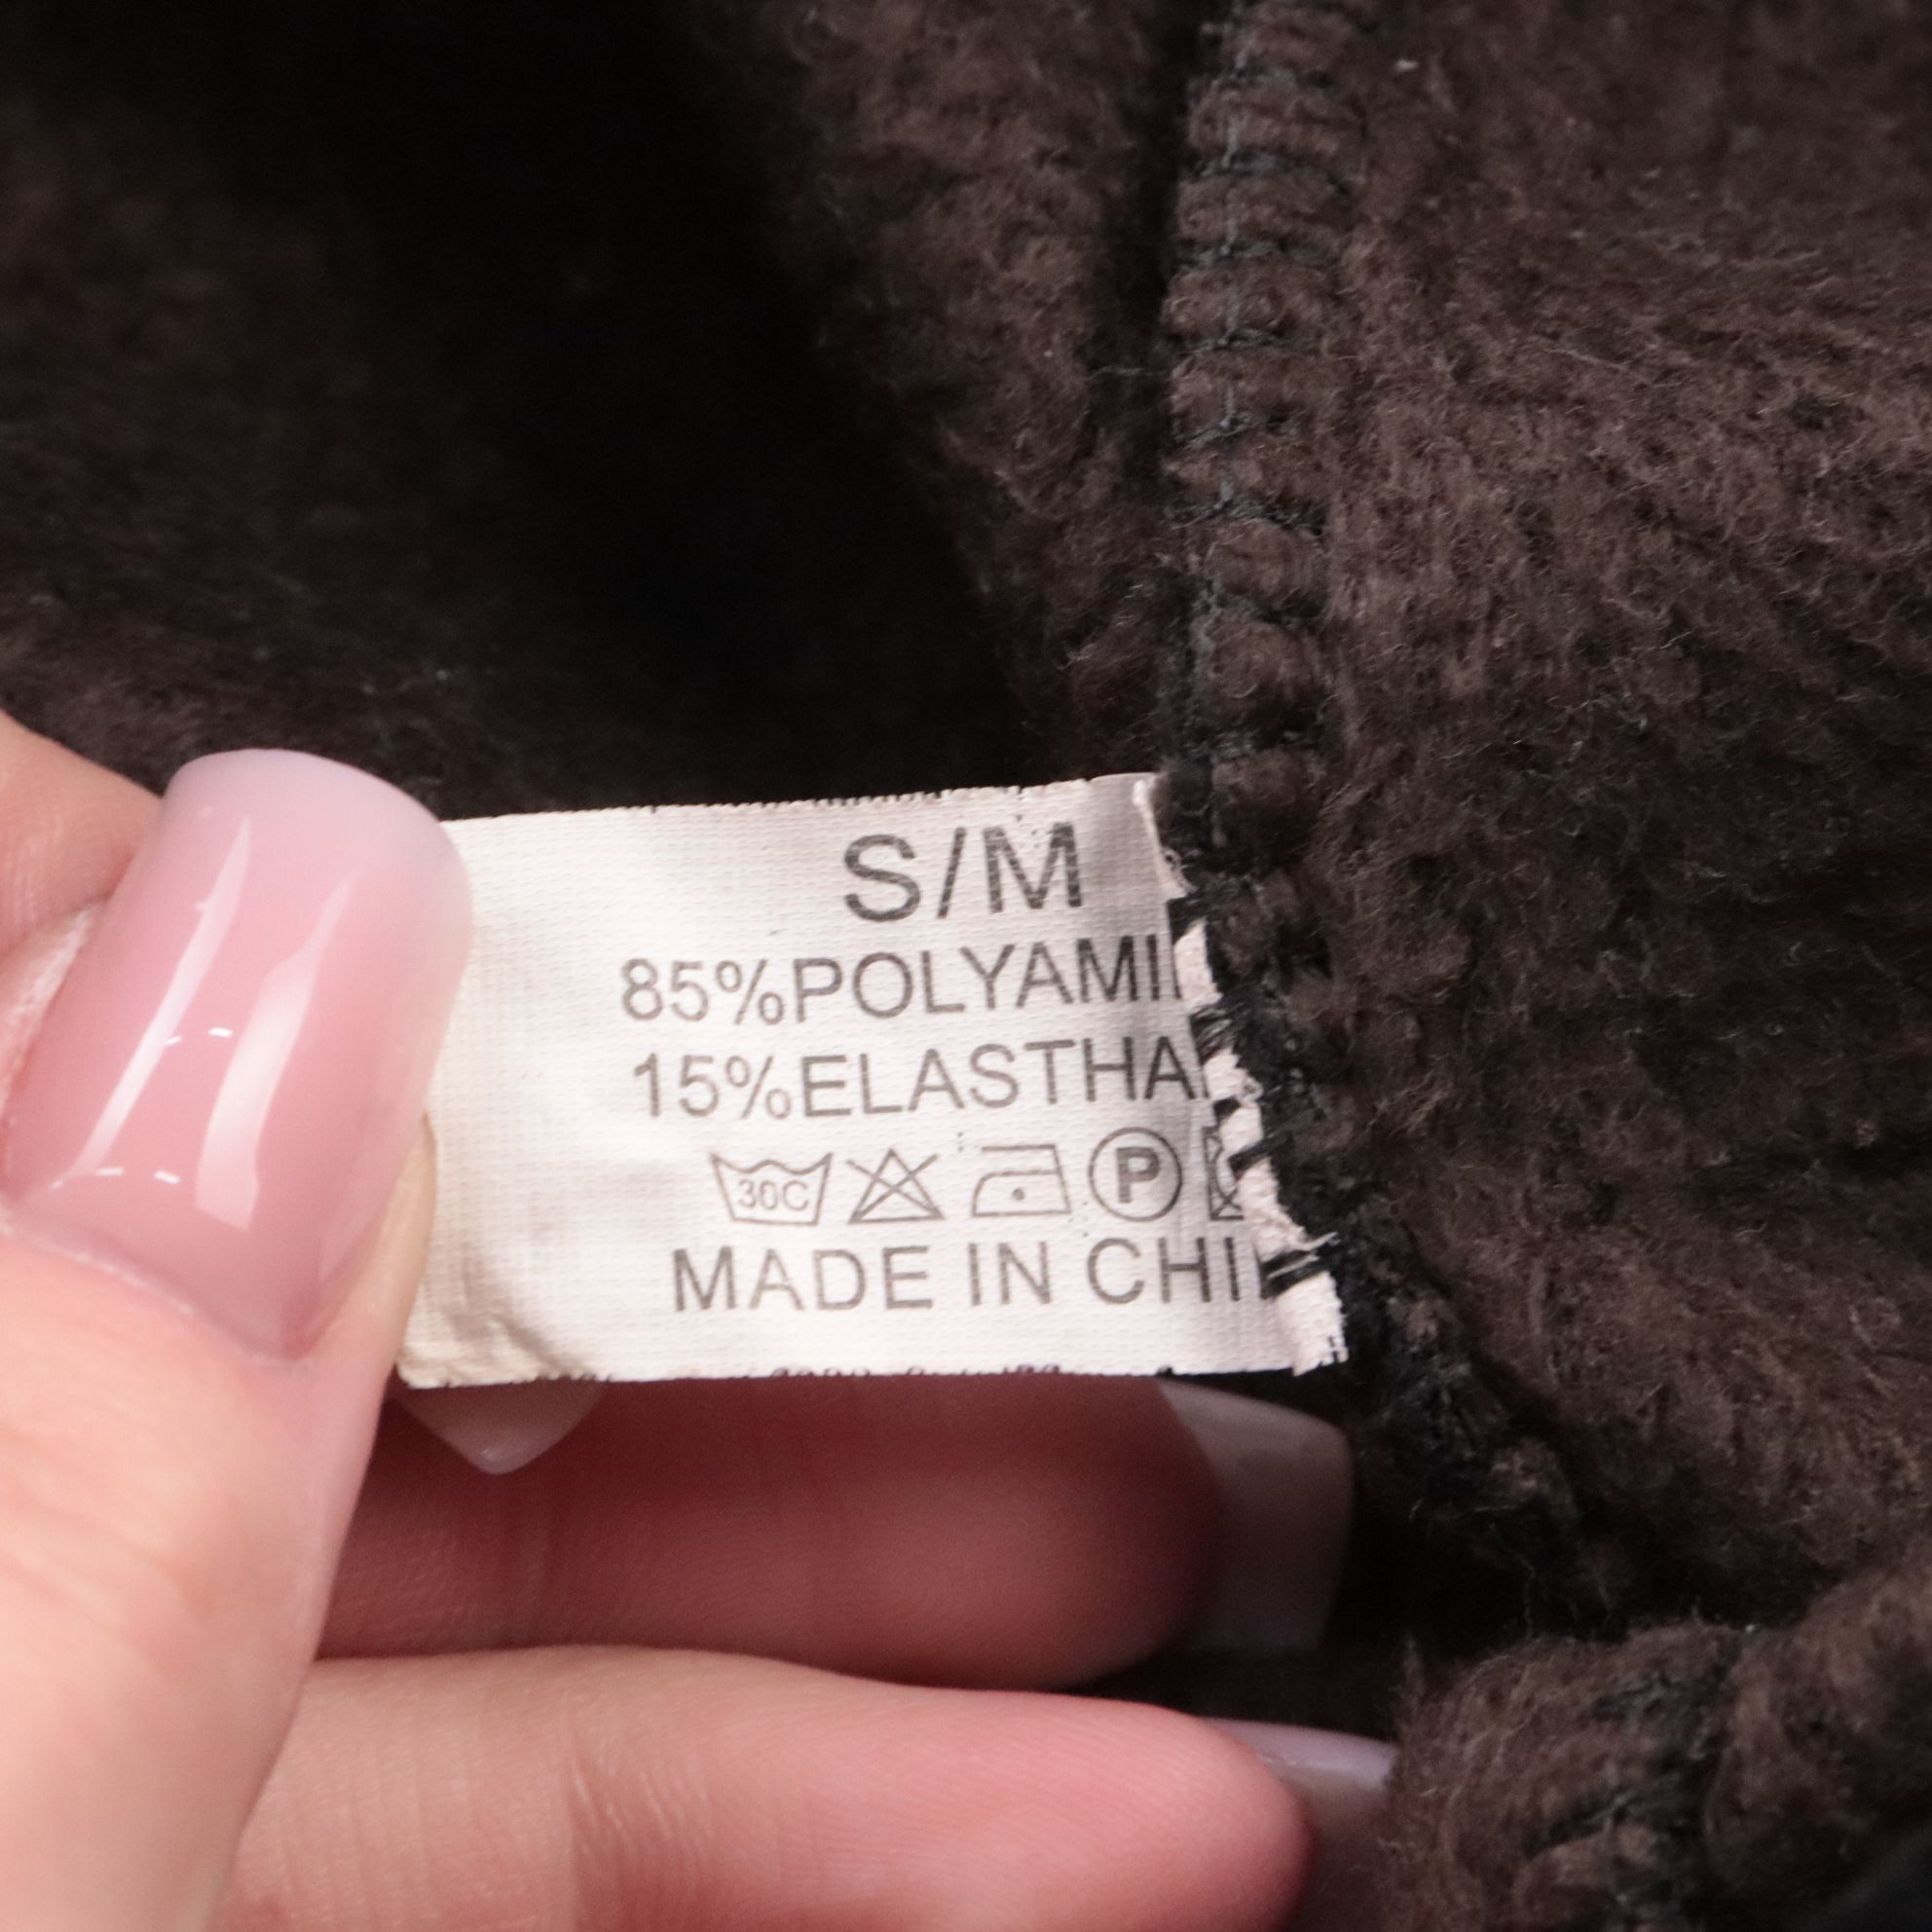 S/M
85%POLYAMI
15%ELASTHA
30C P
MADE IN CHI